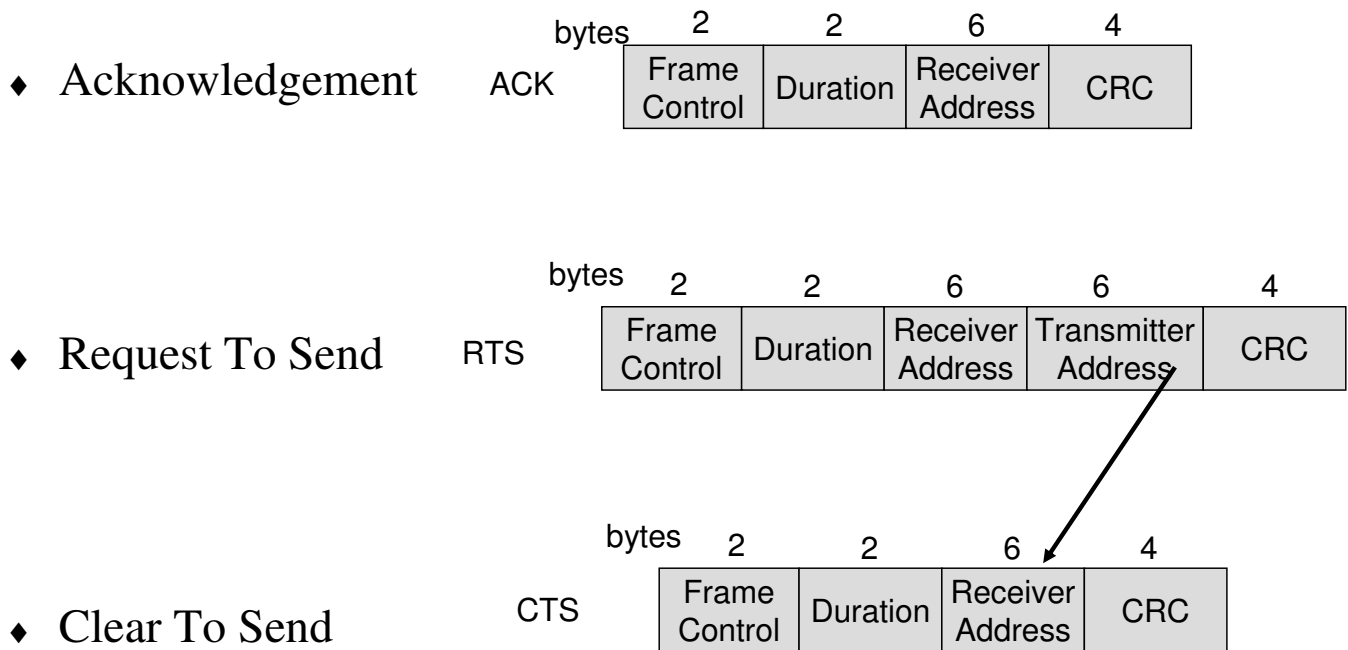 bytes 2 2 6 4
♦ Acknowledgement ACK Frame Control Duration Receiver Address CRC
bytes 2 2 6 6 4
♦ Request To Send RTS Frame Control Duration Receiver Address Transmitter Address CRC
bytes 2 2 6 4
♦ Clear To Send CTS Frame Control Duration Receiver Address CRC